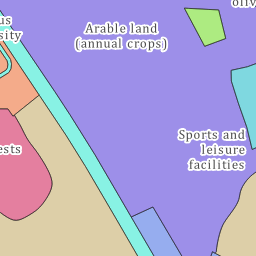 oliv
us
Arable land
sity
(annual crops)
Sports and
leisure
ests
facilities